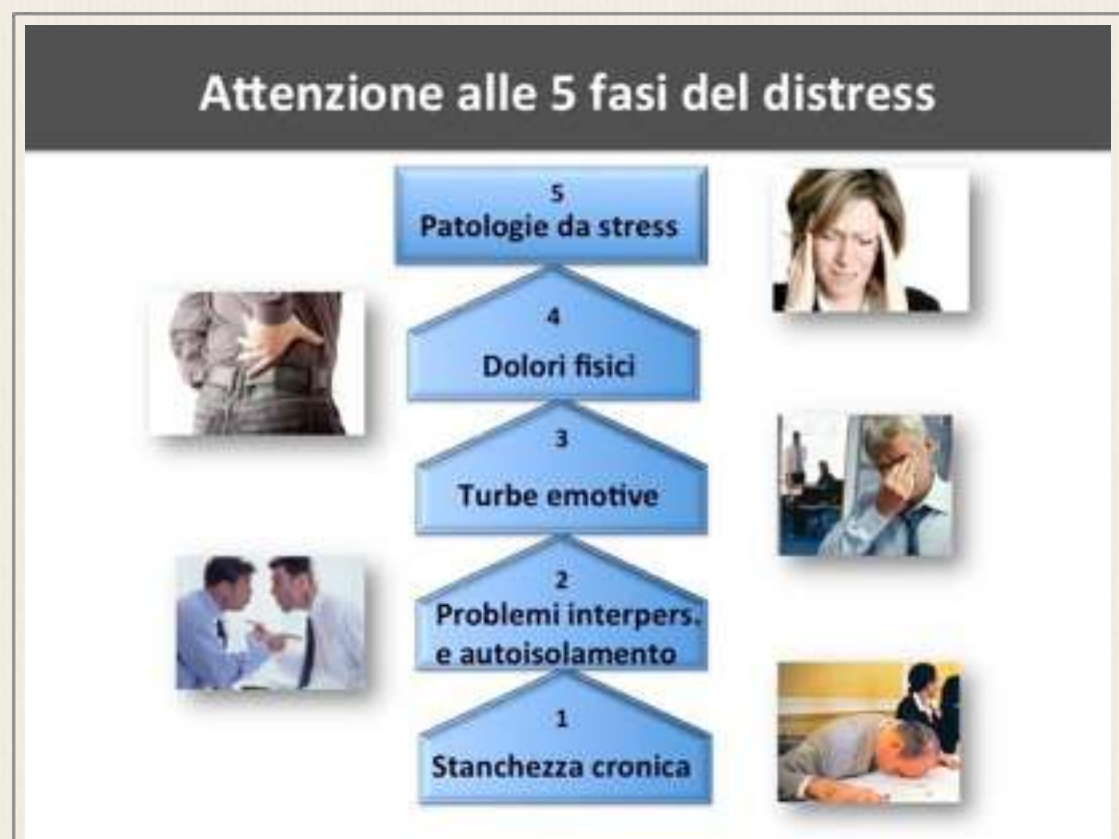 Attenzione alle 5 fasi del distress
5
Patologie da stress
4
Dolori fisici
3
Turbe emotive
2
Problemi interpers.
e autoisolamento
1
Stanchezza cronica